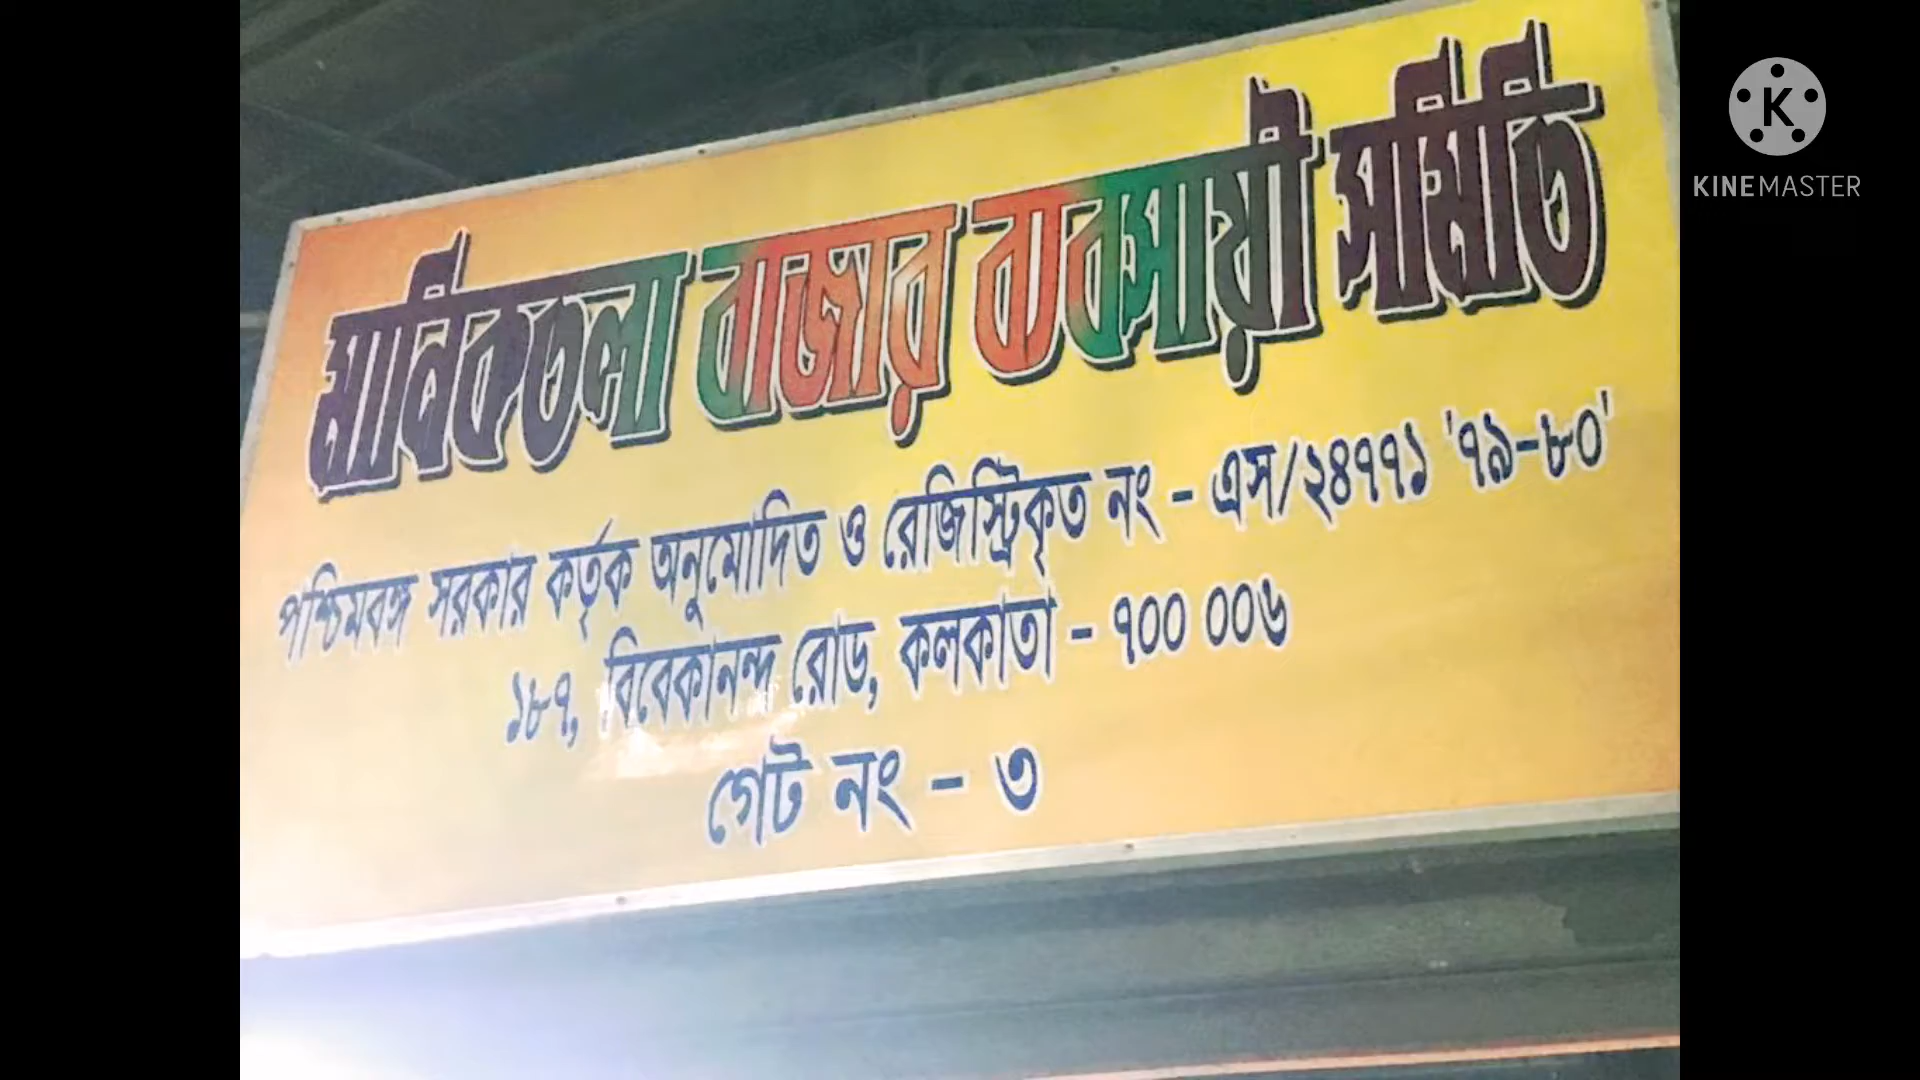 মানিকতলা বাজার ব্যবসায়ী সমিতি
পশ্চিমবঙ্গ সরকার কর্তৃক অনুমোদিত ও রেজিস্ট্রিকৃত নং - এস/২৪৭৭১ '৭৯-৮০'
১৮৭, বিবেকানন্দ রোড, কলকাতা - ৭০০ ০০৬
গেট নং - ৩
K
KINEMASTER